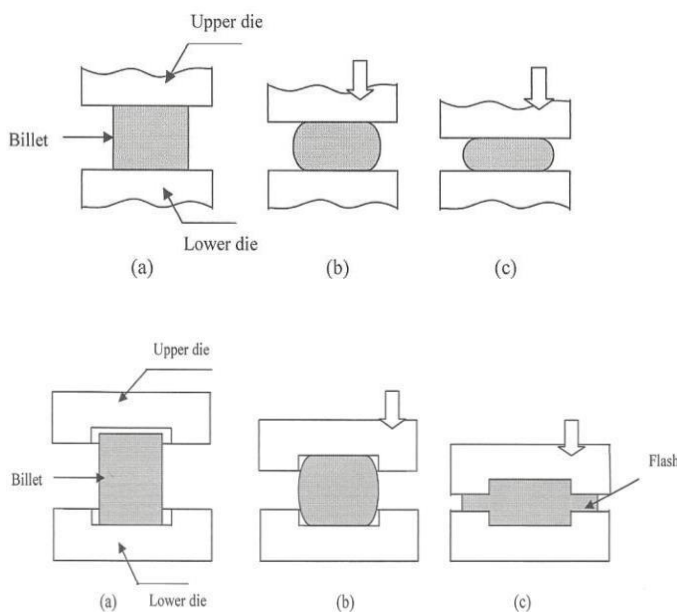 Upper die
Billet
Lower die
(a)
(b)
(c)
Upper die
Billet
Flash
(a)
Lower die
(b)
(c)